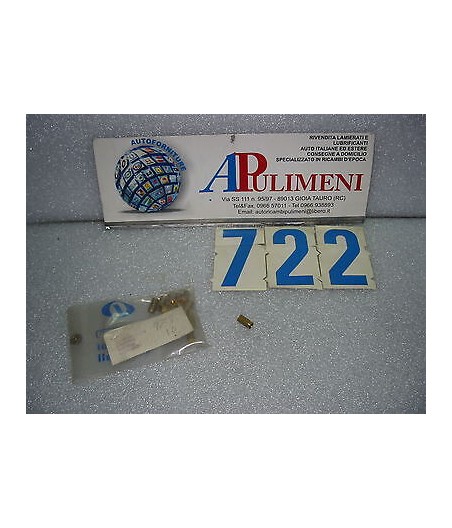 AUTOFORNITURE
RIVENDITA LAMIERATI E
LUBRIFICANTI
AUTO ITALIANE ED ESTERE
CONSEGNE A DOMICILIO
SPECIALIZZATO IN RICAMBI D'EPOCA
APULIMENI
Via SS 111 n. 95/97 - 89013 GIOIA TAURO (RC)
Tel&Fax. 0966 57011 - Tel 0966 938593
Email: autoricambipulimeni@libero.it
722